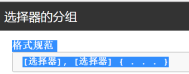 选择器的分组
格式规范
[选择器], [选择器] { . . . }